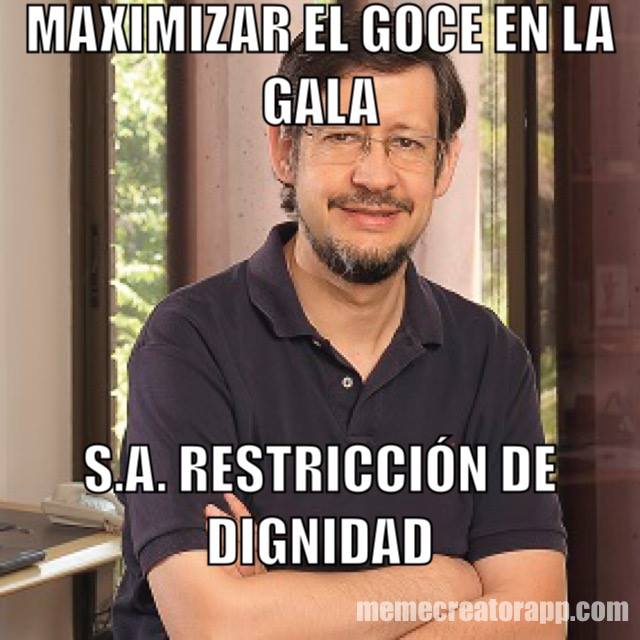 MAXIMIZAR EL GOCE EN LA
GALA
S.A. RESTRICCIÓN DE
DIGNIDAD
memecreatorapp.com